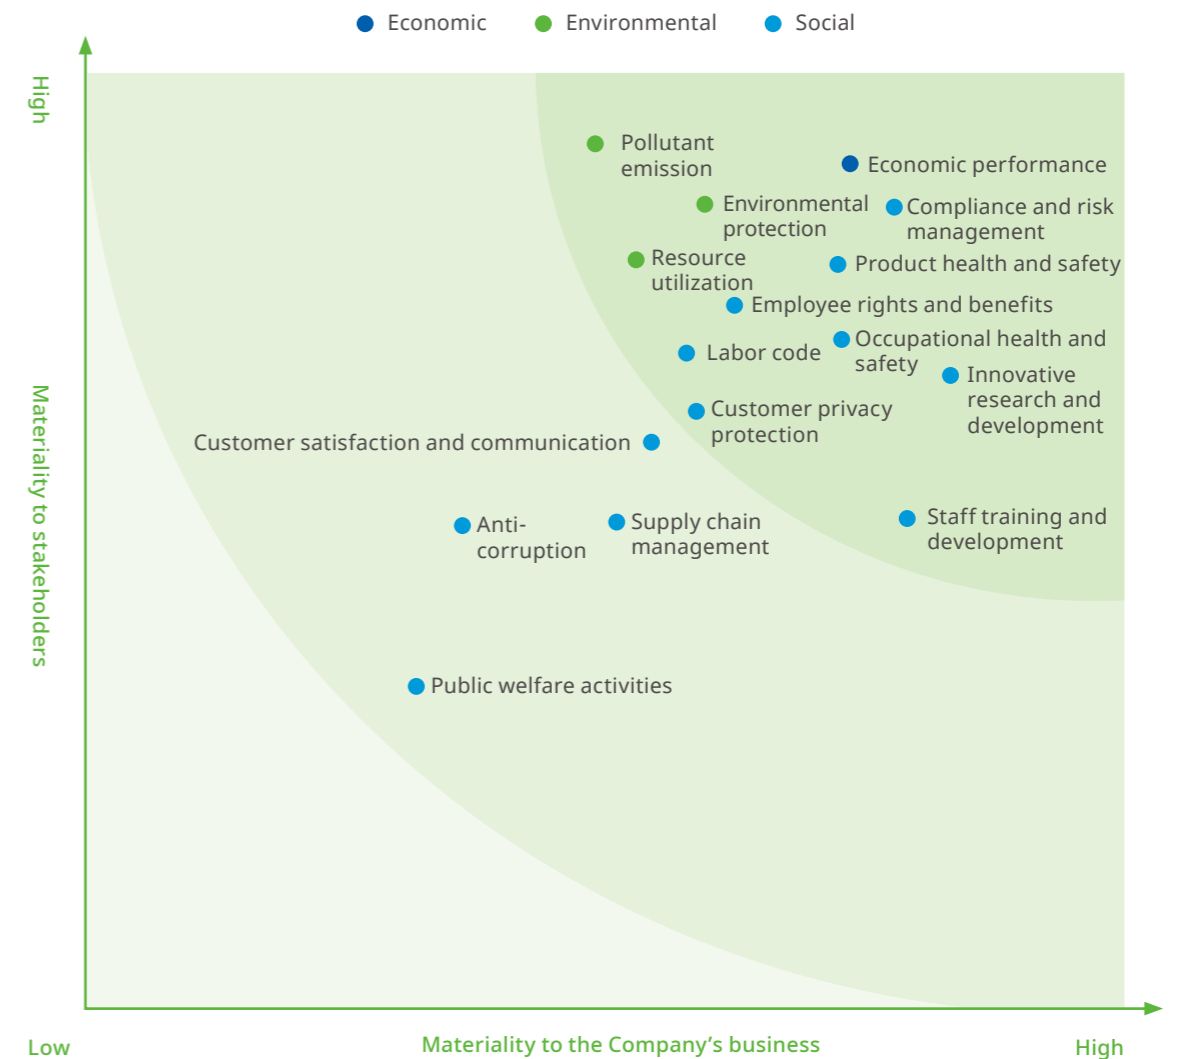 Economic
Environmental
Social
High
Materiality to stakeholders
Pollutant
emission
Economic performance
Environmental
protection
Compliance and risk
management
Resource
utilization
Product health and safety
Employee rights and benefits
Labor code
Occupational health and
safety
Innovative
research and
development
Customer privacy
protection
Customer satisfaction and communication
Anti-
corruption
Supply chain
management
Staff training and
development
Public welfare activities
Low
Materiality to the Company’s business
High